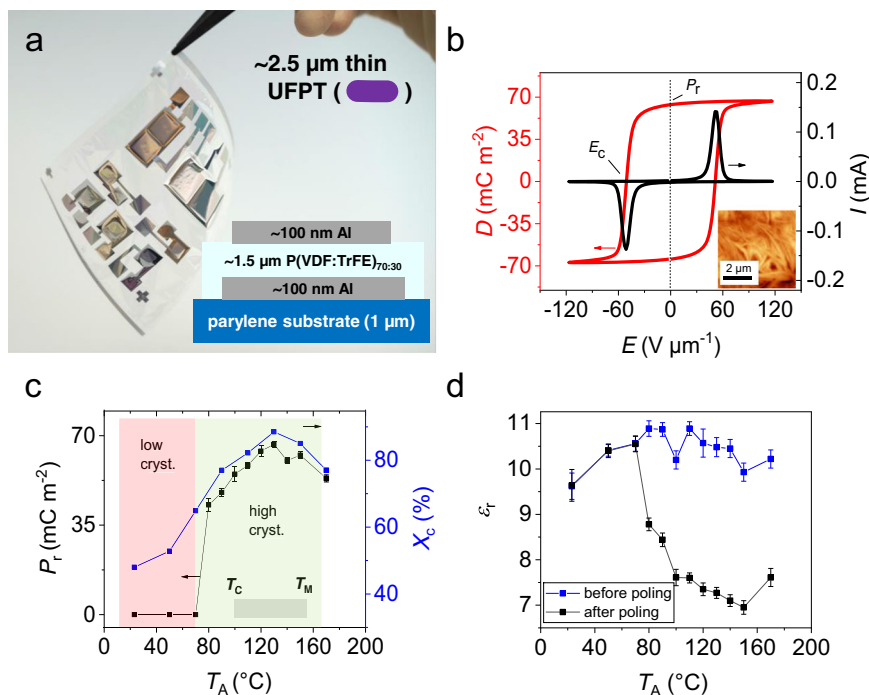 a
~2.5 µm thin
UFPT ( )
~100 nm Al
~1.5 µm P(VDF:TrFE)70:30
~100 nm Al
parylene substrate (1 µm)
b
70
35
0
-35
-70
D (mC m-2)
0.2
0.1
0.0
-0.1
-0.2
I (mA)
Pr
Ec
2 µm
-120 -60 0 60 120
E (V µm-1)
c
70
35
0
Pr (mC m-2)
80
60
40
Xc (%)
low
cryst.
high
cryst.
TC TM
0 40 80 120 160 200
TA (°C)
d
11
10
9
8
7
εr
before poling
after poling
0 50 100 150 200
TA (°C)